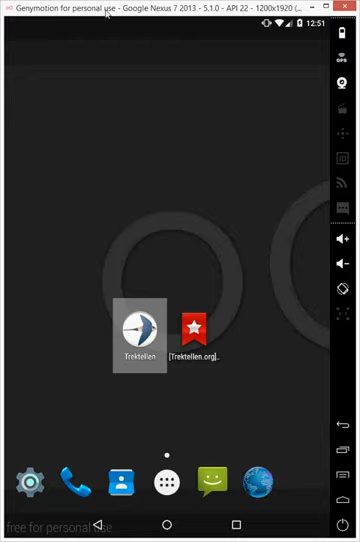 Genymotion for personal use - Google Nexus 7 2013 - 5.1.0 - API 22 - 1200x1920 (...
12:51
GPS
ID
Trektellen
[Trektellen.org]..
free for personal use